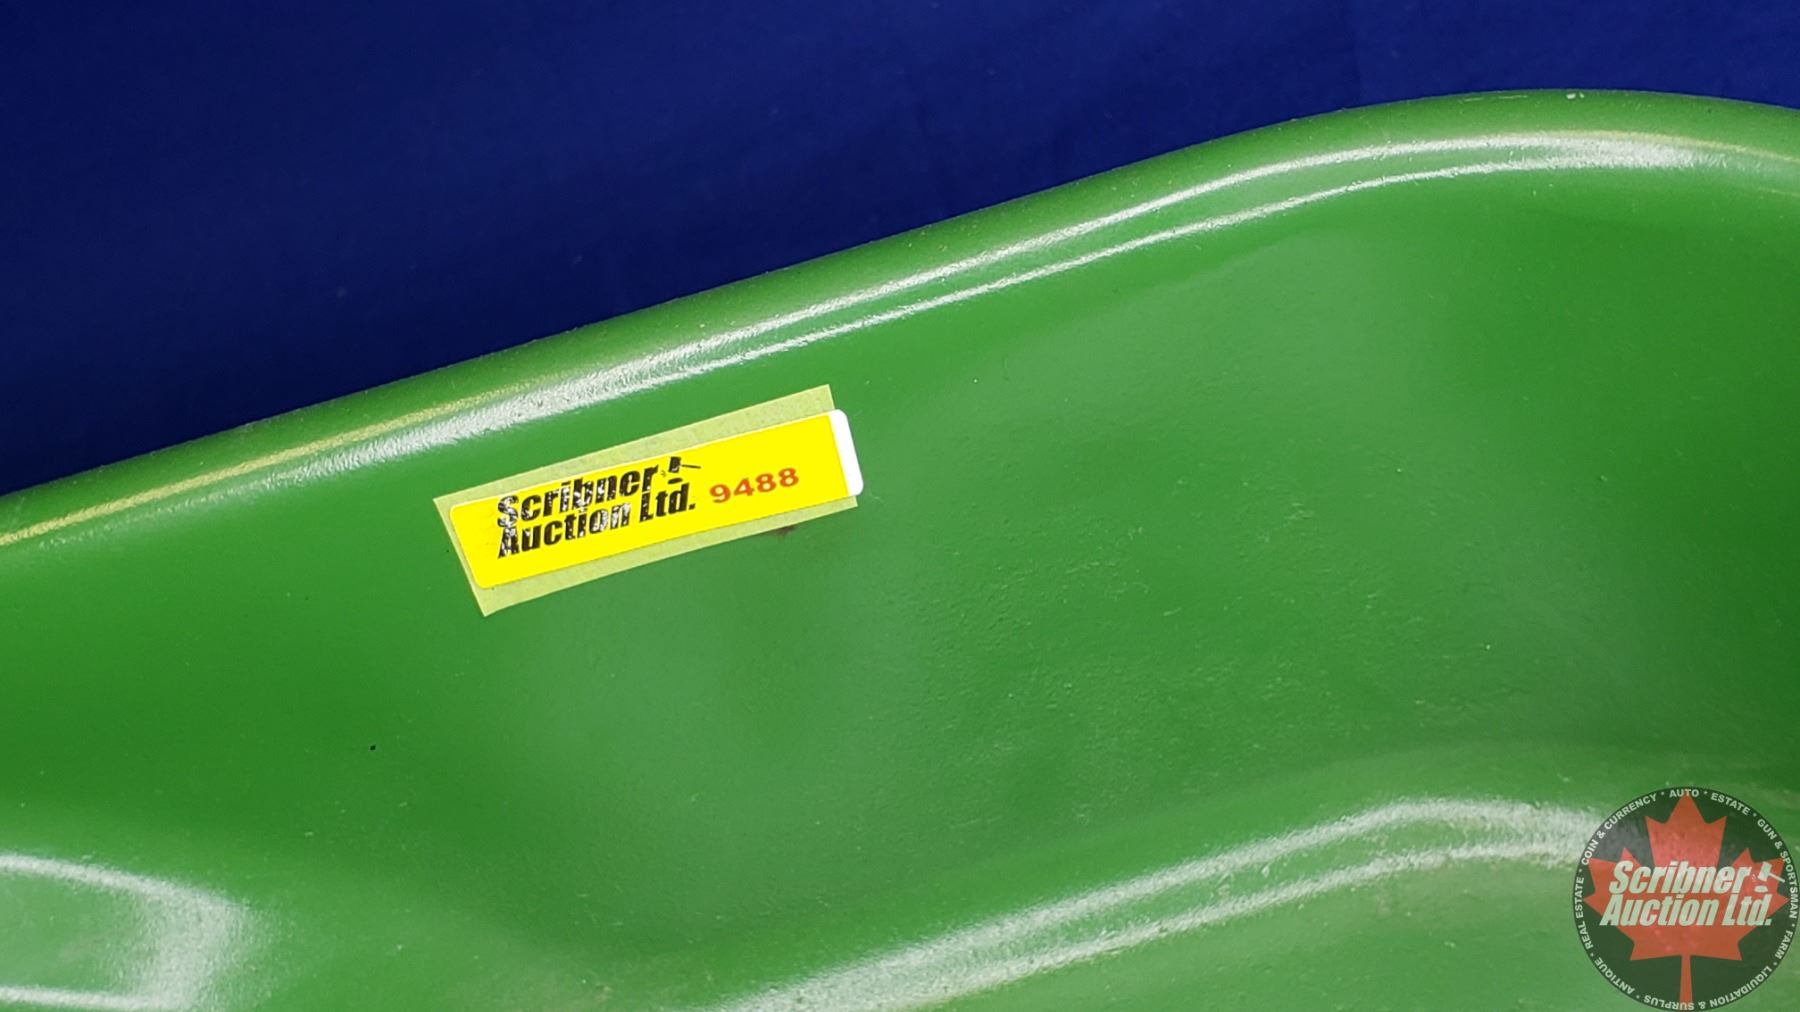 Scribner
Auction Ltd. 9488
COIN & CURRENCY * AUTO * ESTATE * GUN & SPORTSMAN * FARM * LIQUIDATION & SURPLUS * ANTIQUE * REAL ESTATE *
Scribner
Auction Ltd.